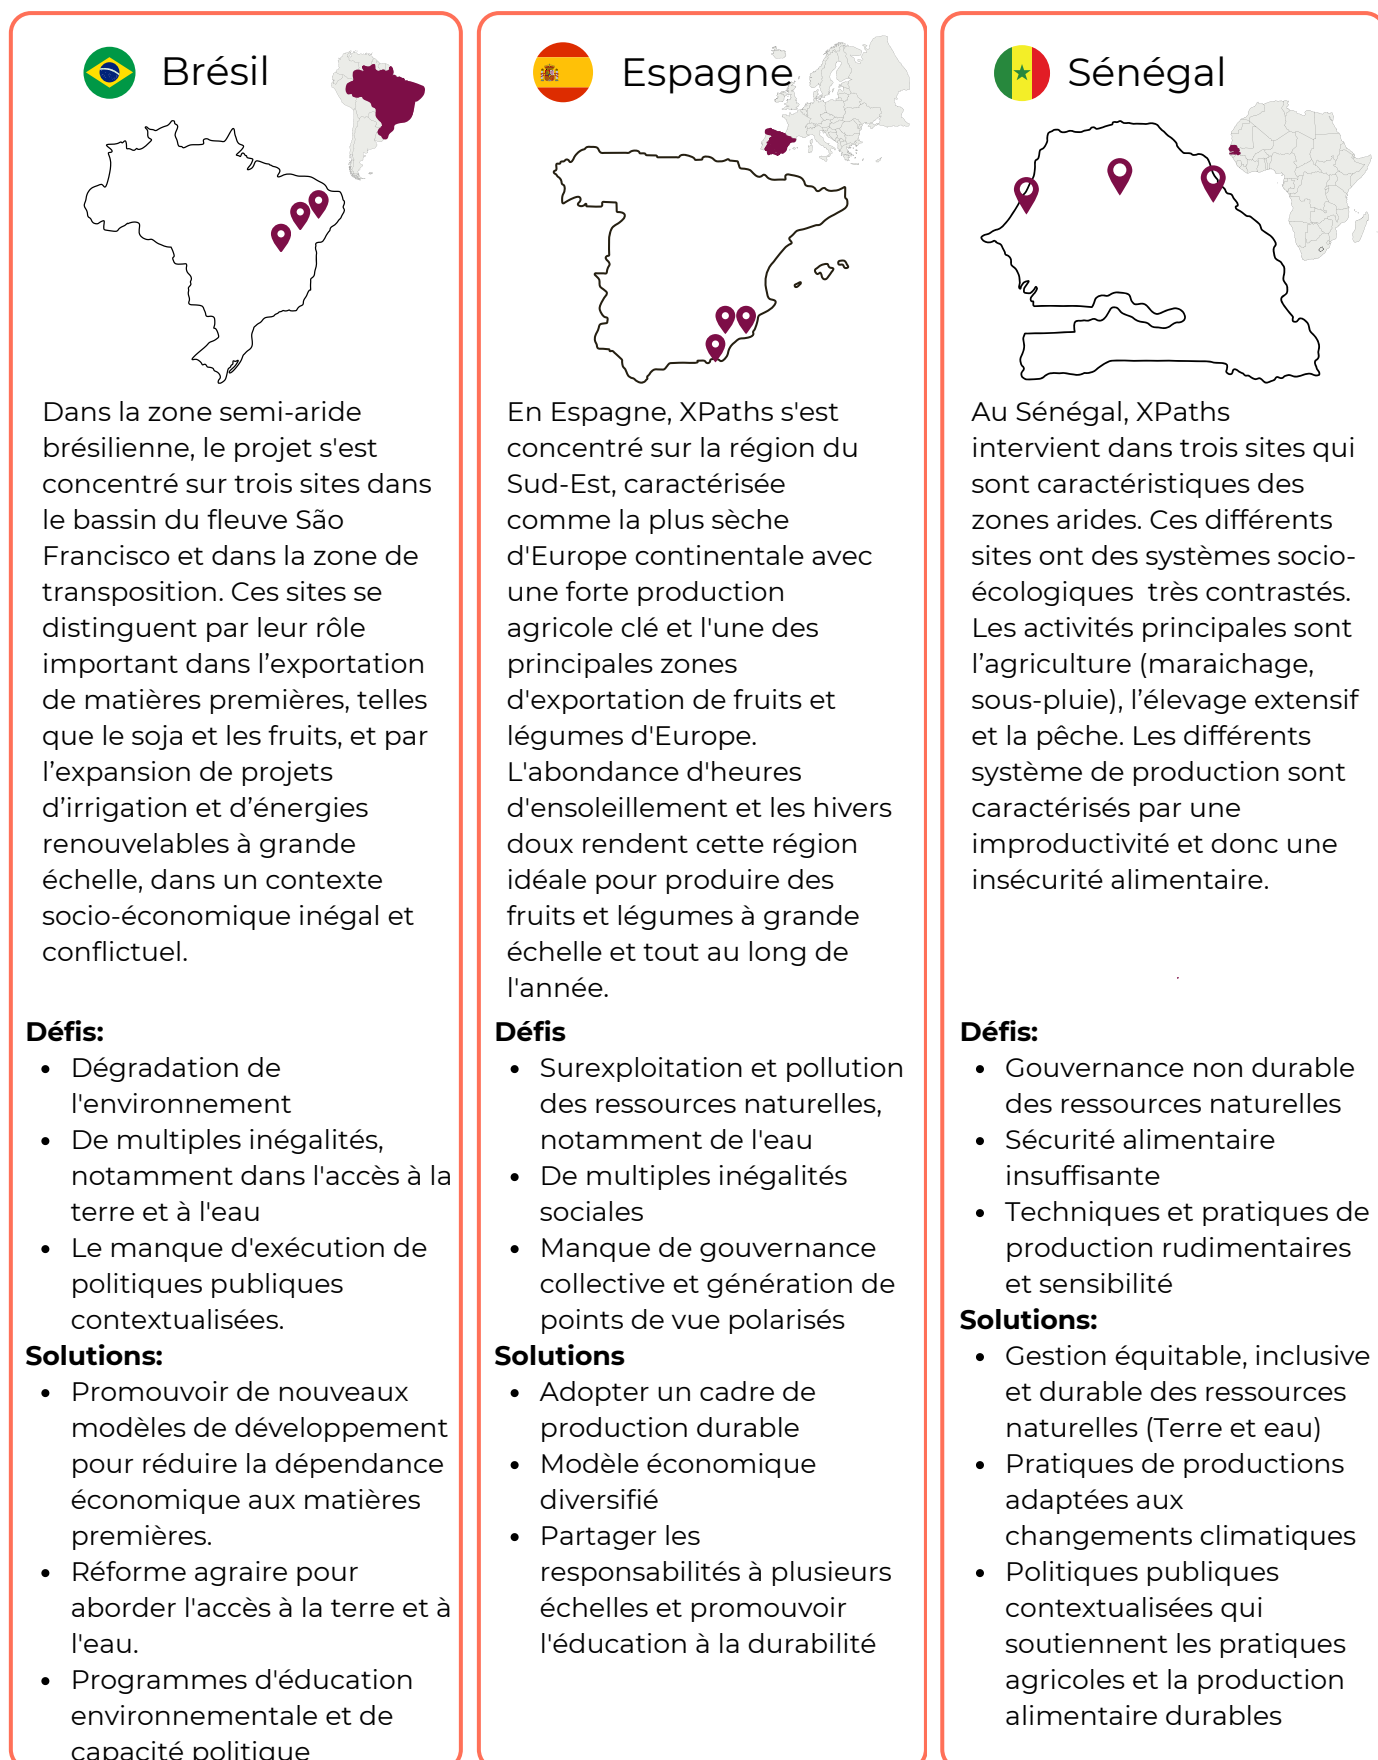 Brésil
Dans la zone semi-aride
brésilienne, le projet s'est
concentré sur trois sites dans
le bassin du fleuve São
Francisco et dans la zone de
transposition. Ces sites se
distinguent par leur rôle
important dans l’exportation
de matières premières, telles
que le soja et les fruits, et par
l’expansion de projets
d’irrigation et d’énergies
renouvelables à grande
échelle, dans un contexte
socio-économique inégal et
conflictuel.
Défis:
• Dégradation de
l'environnement
• De multiples inégalités,
notamment dans l'accès à la
terre et à l'eau
• Le manque d'exécution de
politiques publiques
contextualisées.
Solutions:
• Promouvoir de nouveaux
modèles de développement
pour réduire la dépendance
économique aux matières
premières.
• Réforme agraire pour
aborder l'accès à la terre et à
l'eau.
• Programmes d'éducation
environnementale et de
capacité politique
Espagne
En Espagne, XPaths s'est
concentré sur la région du
Sud-Est, caractérisée
comme la plus sèche
d'Europe continentale avec
une forte production
agricole clé et l'une des
principales zones
d'exportation de fruits et
légumes d'Europe.
L'abondance d'heures
d'ensoleillement et les hivers
doux rendent cette région
idéale pour produire des
fruits et légumes à grande
échelle et tout au long de
l'année.
Défis
• Surexploitation et pollution
des ressources naturelles,
notamment de l'eau
• De multiples inégalités
sociales
• Manque de gouvernance
collective et génération de
points de vue polarisés
Solutions
• Adopter un cadre de
production durable
• Modèle économique
diversifié
• Partager les
responsabilités à plusieurs
échelles et promouvoir
l'éducation à la durabilité
Sénégal
Au Sénégal, XPaths
intervient dans trois sites qui
sont caractéristiques des
zones arides. Ces différents
sites ont des systèmes socio-
écologiques  très contrastés.
Les activités principales sont
l’agriculture (maraichage,
sous-pluie), l’élevage extensif
et la pêche. Les différents
système de production sont
caractérisés par une
improductivité et donc une
insécurité alimentaire.
.
Défis:
• Gouvernance non durable
des ressources naturelles
• Sécurité alimentaire
insuffisante
• Techniques et pratiques de
production rudimentaires
et sensibilité
Solutions:
• Gestion équitable, inclusive
et durable des ressources
naturelles (Terre et eau)
• Pratiques de productions
adaptées aux
changements climatiques
• Politiques publiques
contextualisées qui
soutiennent les pratiques
agricoles et la production
alimentaire durables